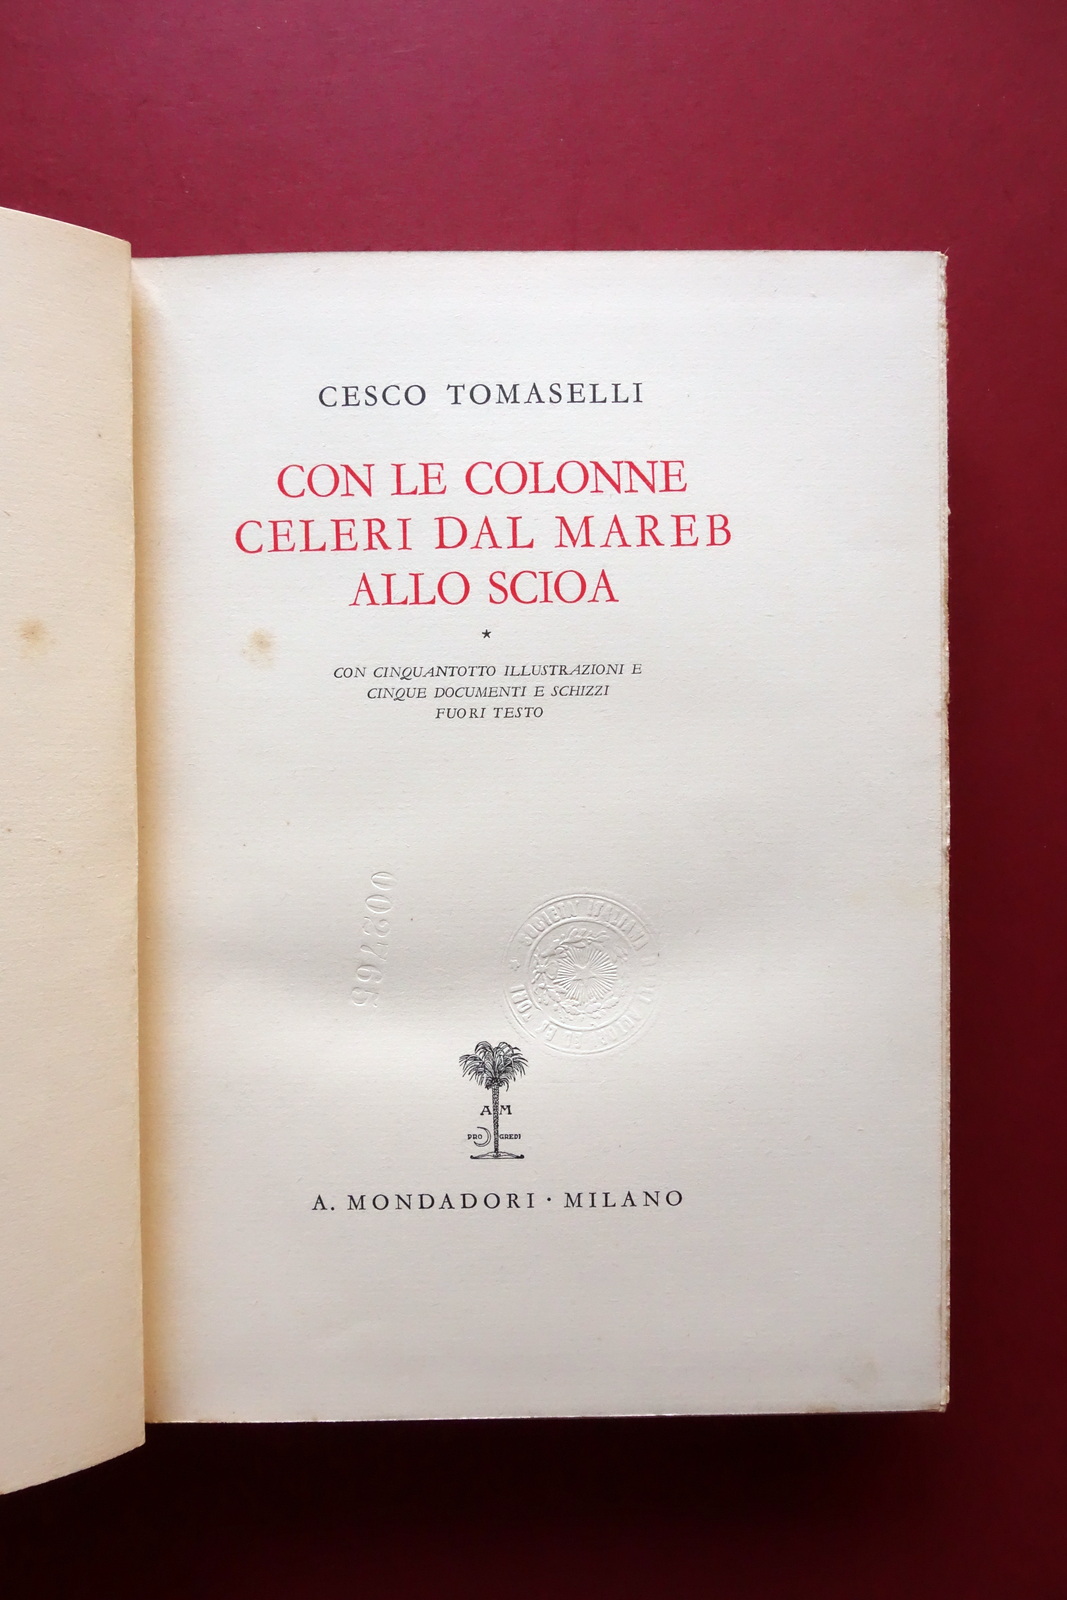 CESCO TOMASELLI
CON LE COLONNE
CELERI DAL MAREB
ALLO SCIOA
*
CON CINQUANTOTTO ILLUSTRAZIONI E
CINQUE DOCUMENTI E SCHIZZI
FUORI TESTO
002765
A M
PRO GREDI
A. MONDADORI · MILANO